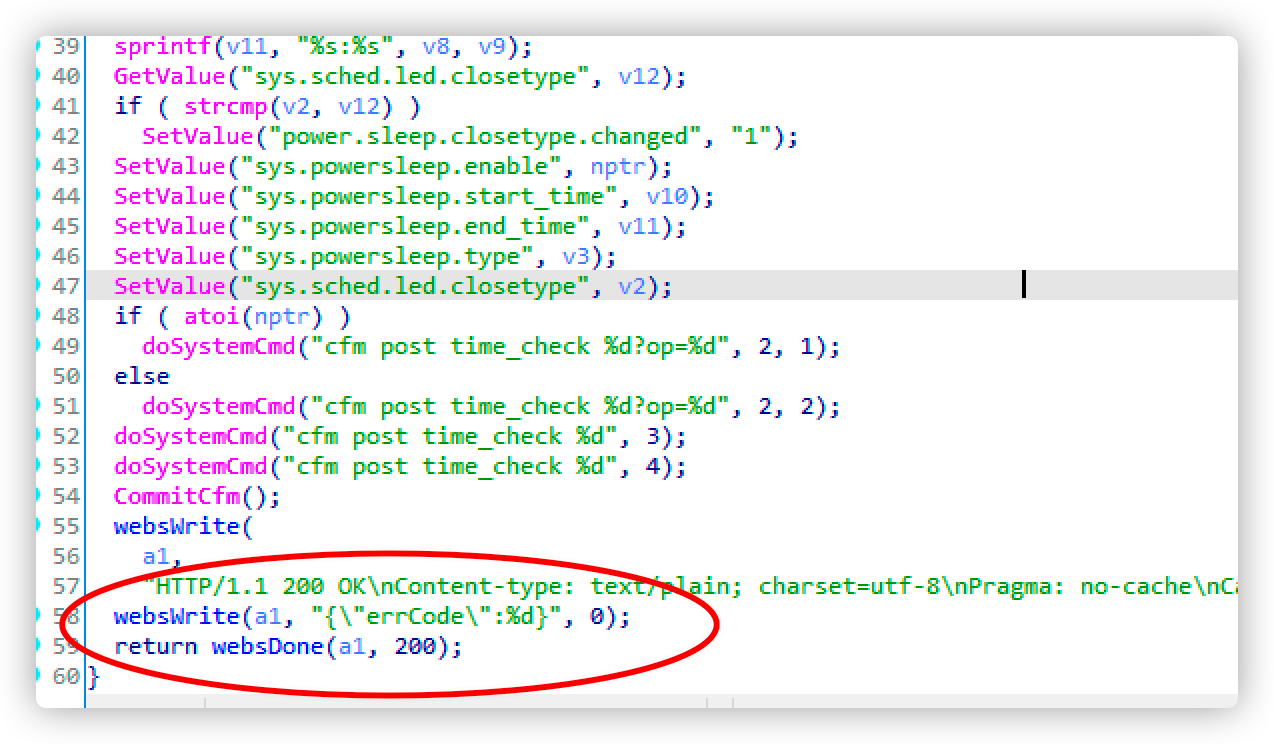 39 sprintf(v11, "%s:%s", v8, v9);
40 GetValue("sys.sched.led.closetype", v12);
41 if ( strcmp(v2, v12) )
42 SetValue("power.sleep.closetype.changed", "1");
43 SetValue("sys.powersleep.enable", nptr);
44 SetValue("sys.powersleep.start_time", v10);
45 SetValue("sys.powersleep.end_time", v11);
46 SetValue("sys.powersleep.type", v3);
47 SetValue("sys.sched.led.closetype", v2);
48 if ( atoi(nptr) )
49 doSystemCmd("cfm post time_check %d?op=%d", 2, 1);
50 else
51 doSystemCmd("cfm post time_check %d?op=%d", 2, 2);
52 doSystemCmd("cfm post time_check %d", 3);
53 doSystemCmd("cfm post time_check %d", 4);
54 CommitCfm();
55 websWrite(
56 a1,
57 "HTTP/1.1 200 OK\nContent-type: text/plain; charset=utf-8\nPragma: no-cache\nCa
58 websWrite(a1, "{\"errCode\":%d}", 0);
59 return websDone(a1, 200);
60 }